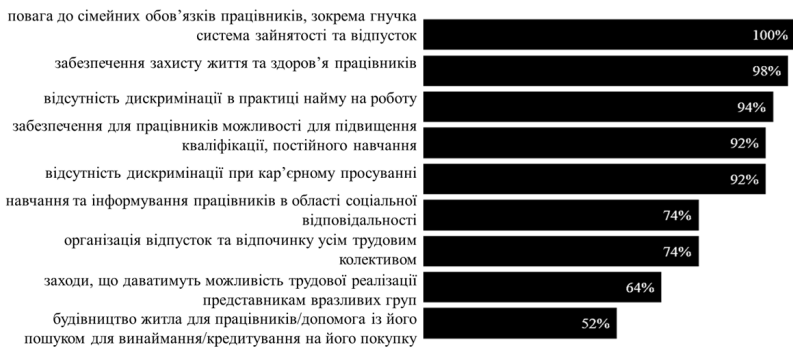 повага до сімейних обов’язків працівників, зокрема гнучка
система зайнятості та відпусток
100%
забезпечення захисту життя та здоров’я працівників
98%
відсутність дискримінації в практиці найму на роботу
94%
забезпечення для працівників можливості для підвищення
кваліфікації, постійного навчання
92%
відсутність дискримінації при кар’єрному просуванні
92%
навчання та інформування працівників в області соціальної
відповідальності
74%
організація відпусток та відпочинку усім трудовим
колективом
74%
заходи, що даватимуть можливість трудової реалізації
представникам вразливих груп
64%
будівництво житла для працівників/допомога із його
пошуком для винаймання/кредитування на його покупку
52%